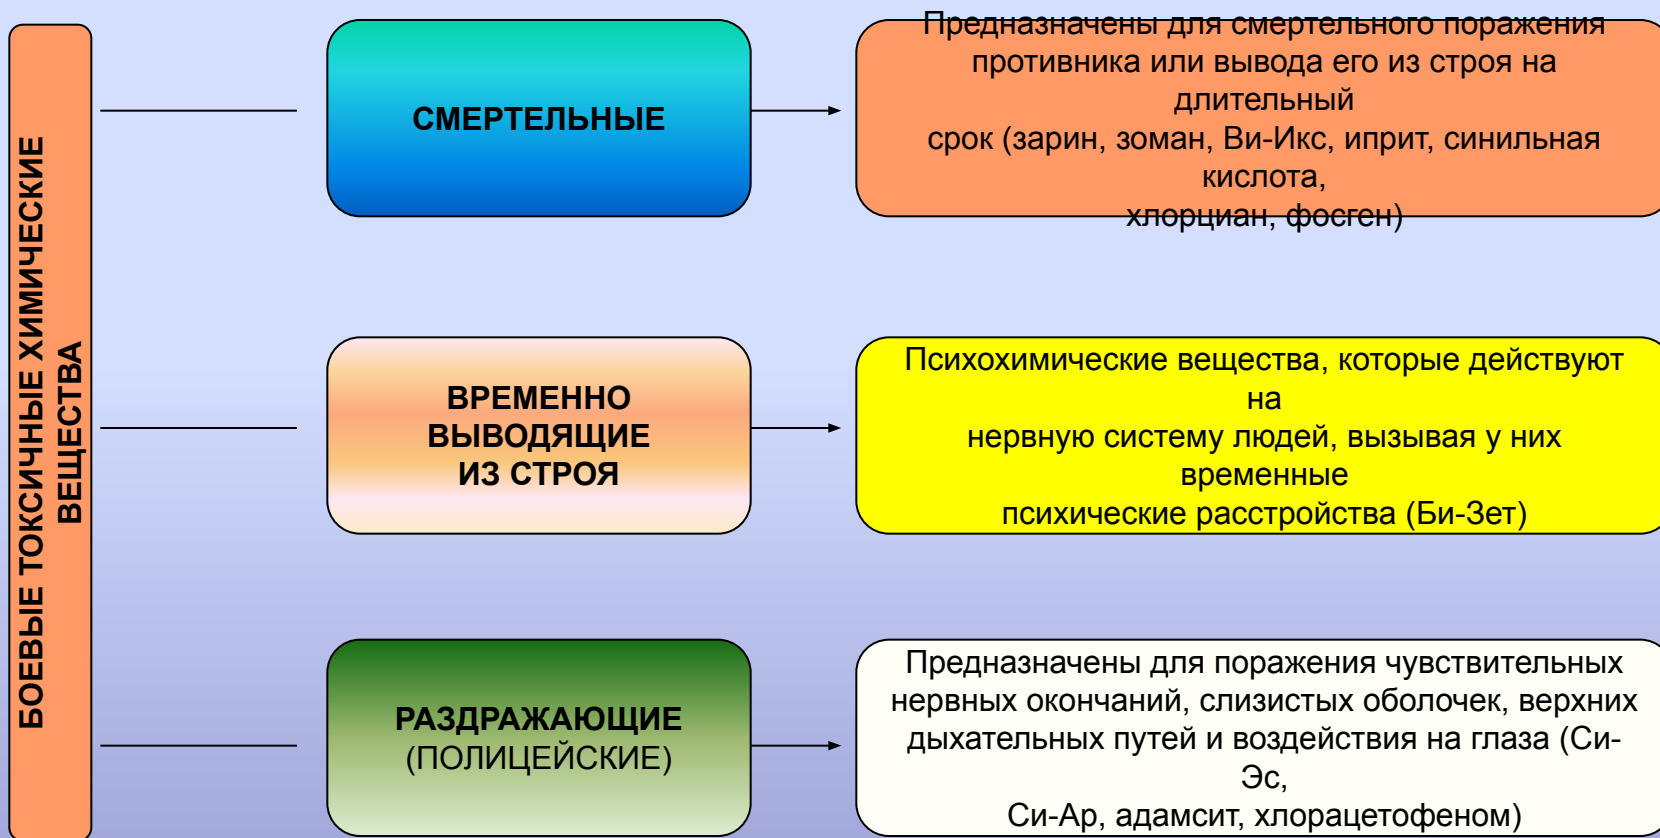 БОЕВЫЕ ТОКСИЧНЫЕ ХИМИЧЕСКИЕ
ВЕЩЕСТВА
СМЕРТЕЛЬНЫЕ
Предназначены для смертельного поражения
противника или вывода его из строя на
длительный
срок (зарин, зоман, Ви-Икс, иприт, синильная
кислота,
хлорциан, фосген)
ВРЕМЕННО
ВЫВОДЯЩИЕ
ИЗ СТРОЯ
Психохимические вещества, которые действуют
на
нервную систему людей, вызывая у них
временные
психические расстройства (Би-Зет)
РАЗДРАЖАЮЩИЕ
(ПОЛИЦЕЙСКИЕ)
Предназначены для поражения чувствительных
нервных окончаний, слизистых оболочек, верхних
дыхательных путей и воздействия на глаза (Си-
Эс,
Си-Ар, адамсит, хлорацетофеном)